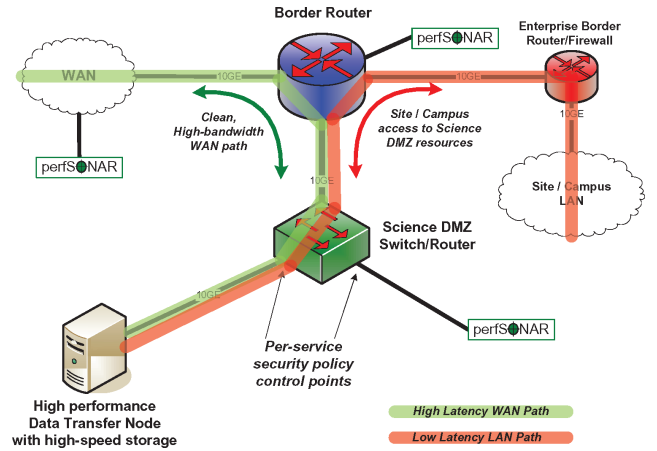 Border Router
Enterprise Border
Router/Firewall
perfSONAR
WAN
10GE
10GE
10GE
Clean,
High-bandwidth
WAN path
Site / Campus
access to Science
DMZ resources
perfSONAR
10GE
Site / Campus
LAN
Science DMZ
Switch/Router
10GE
perfSONAR
Per-service
security policy
control points
High performance
Data Transfer Node
with high-speed storage
High Latency WAN Path
Low Latency LAN Path